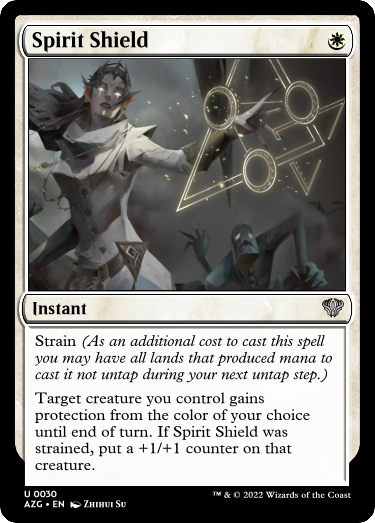 Spirit Shield
Instant
Strain (As an additional cost to cast this spell
you may have all lands that produced mana to
cast it not untap during your next untap step.)
Target creature you control gains
protection from the color of your choice
until end of turn. If Spirit Shield was
strained, put a +1/+1 counter on that
creature.
U 0030
AZG • EN Zhihui Su
™ & © 2022 Wizards of the Coast